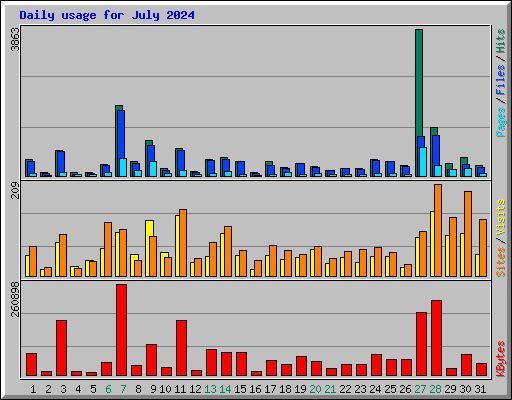 Daily usage for July 2024
3863
Pages / Files / Hits
209
Sites / Visits
260898
KBytes
1 2 3 4 5 6 7 8 9 10 11 12 13 14 15 16 17 18 19 20 21 22 23 24 25 26 27 28 29 30 31